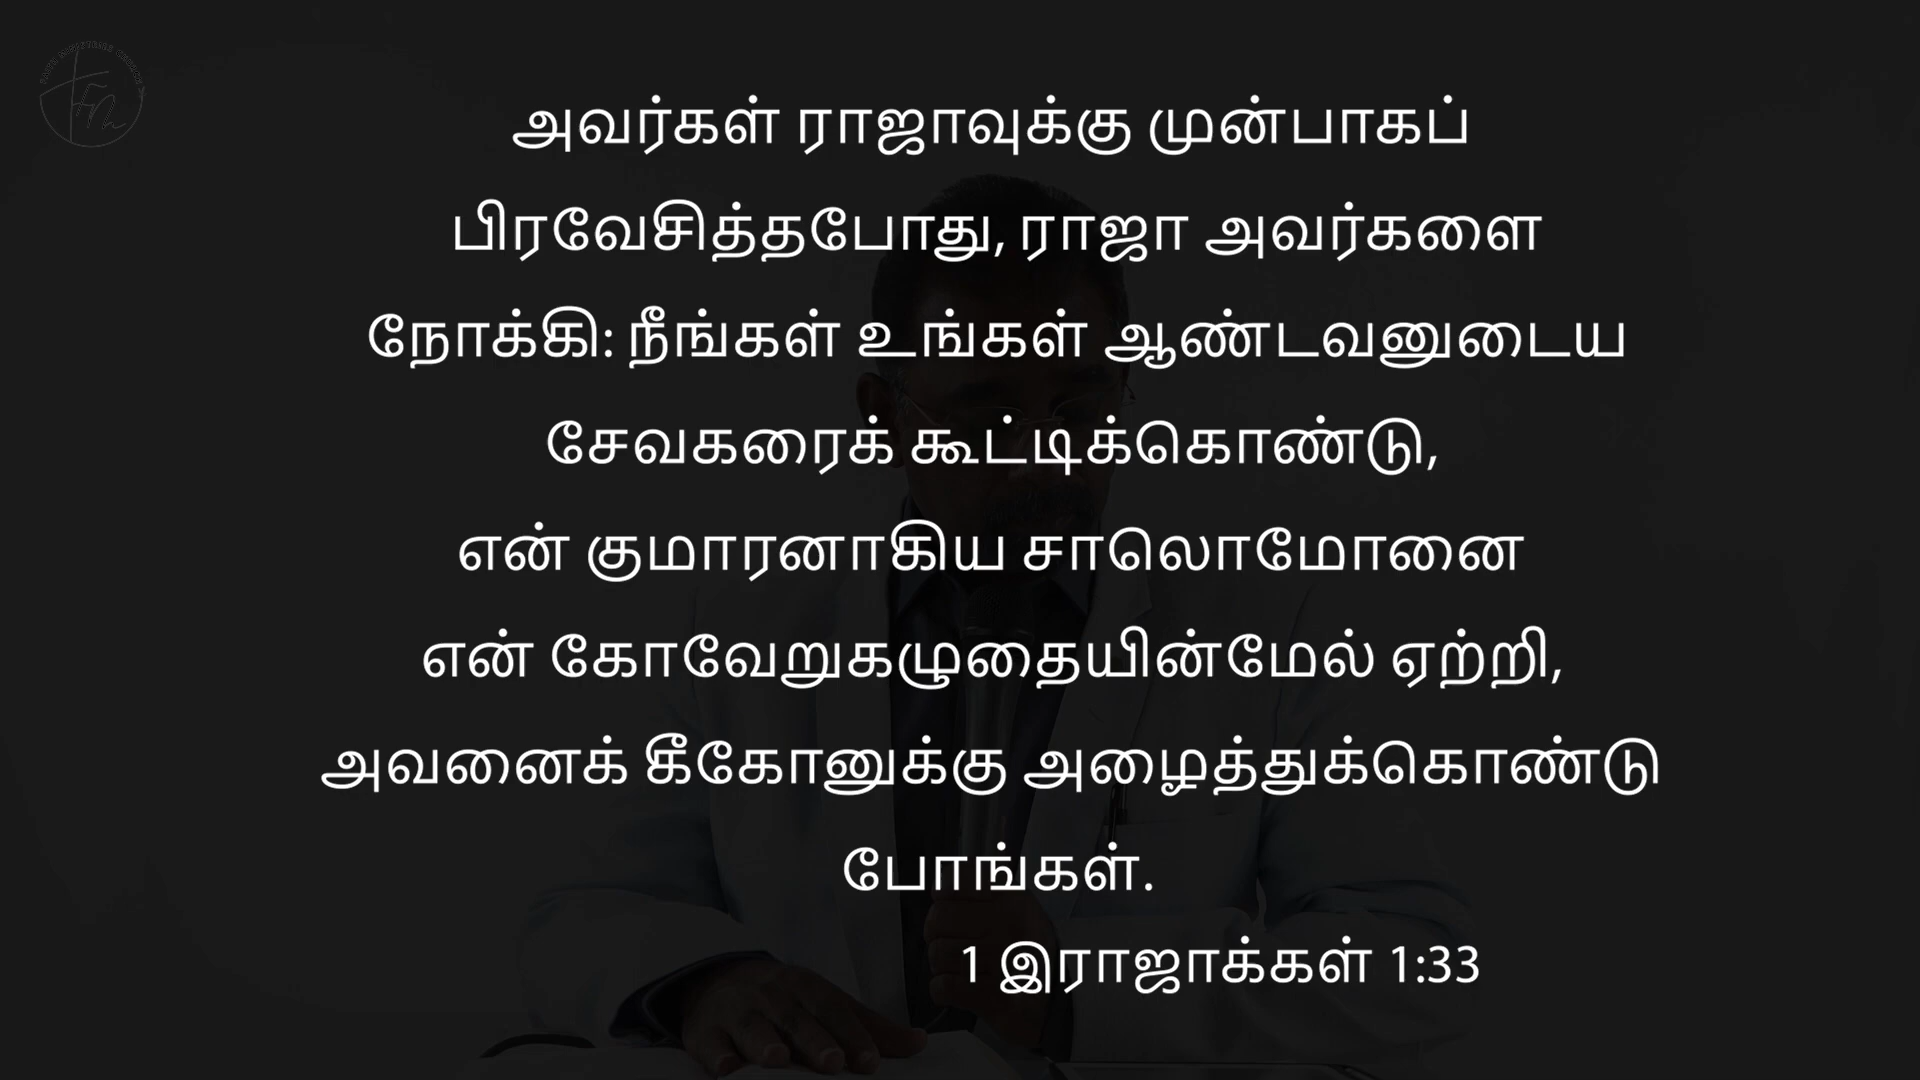 அவர்கள் ராஜாவுக்கு முன்பாகப்
பிரவேசித்தபோது, ராஜா அவர்களை
நோக்கி: நீங்கள் உங்கள் ஆண்டவனுடைய
சேவகரைக் கூட்டிக்கொண்டு,
என் குமாரனாகிய சாலொமோனை
என் கோவேறுகழுதையின்மேல் ஏற்றி,
அவனைக் கீகோனுக்கு அழைத்துக்கொண்டு
போங்கள்.
1 இராஜாக்கள் 1:33